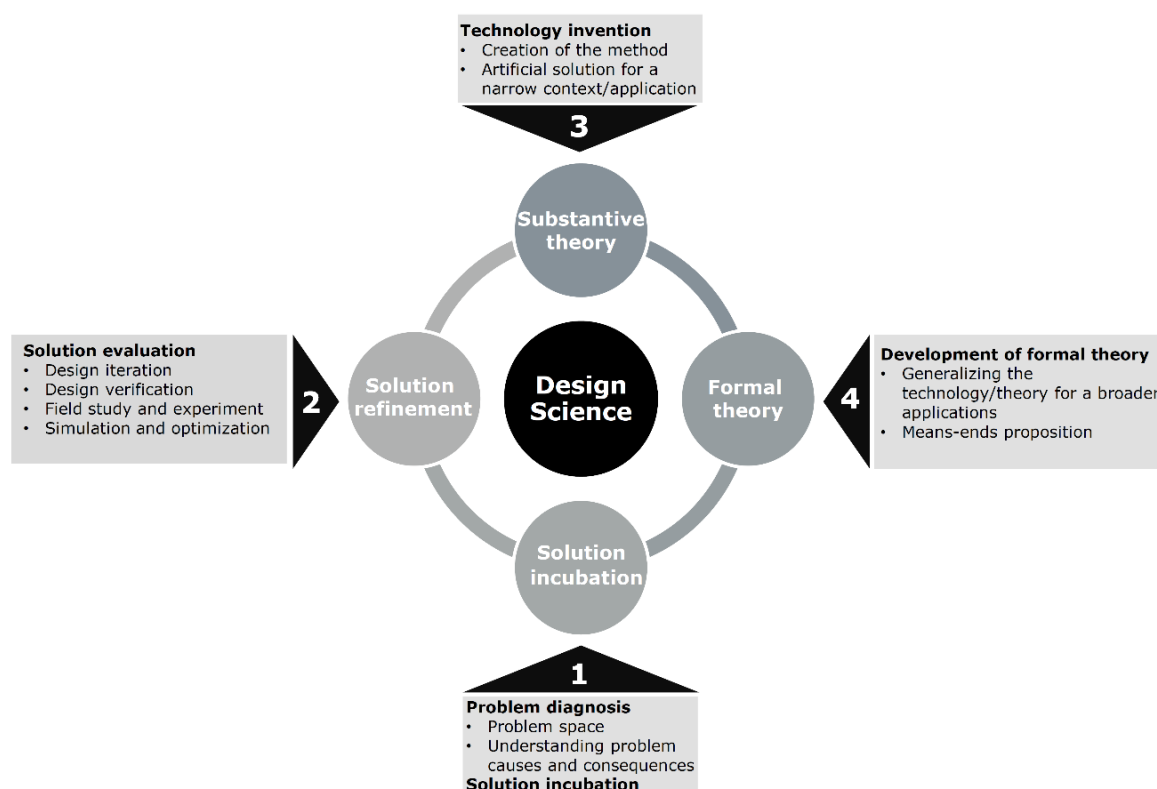 Technology invention
• Creation of the method
• Artificial solution for a
narrow context/application
3
Substantive
theory
Solution evaluation
• Design iteration
• Design verification
• Field study and experiment
• Simulation and optimization
2
Solution
refinement
Design
Science
Formal
theory
4
Development of formal theory
• Generalizing the
technology/theory for a broader
applications
• Means-ends proposition
Solution
incubation
1
Problem diagnosis
• Problem space
• Understanding problem
causes and consequences
Solution incubation